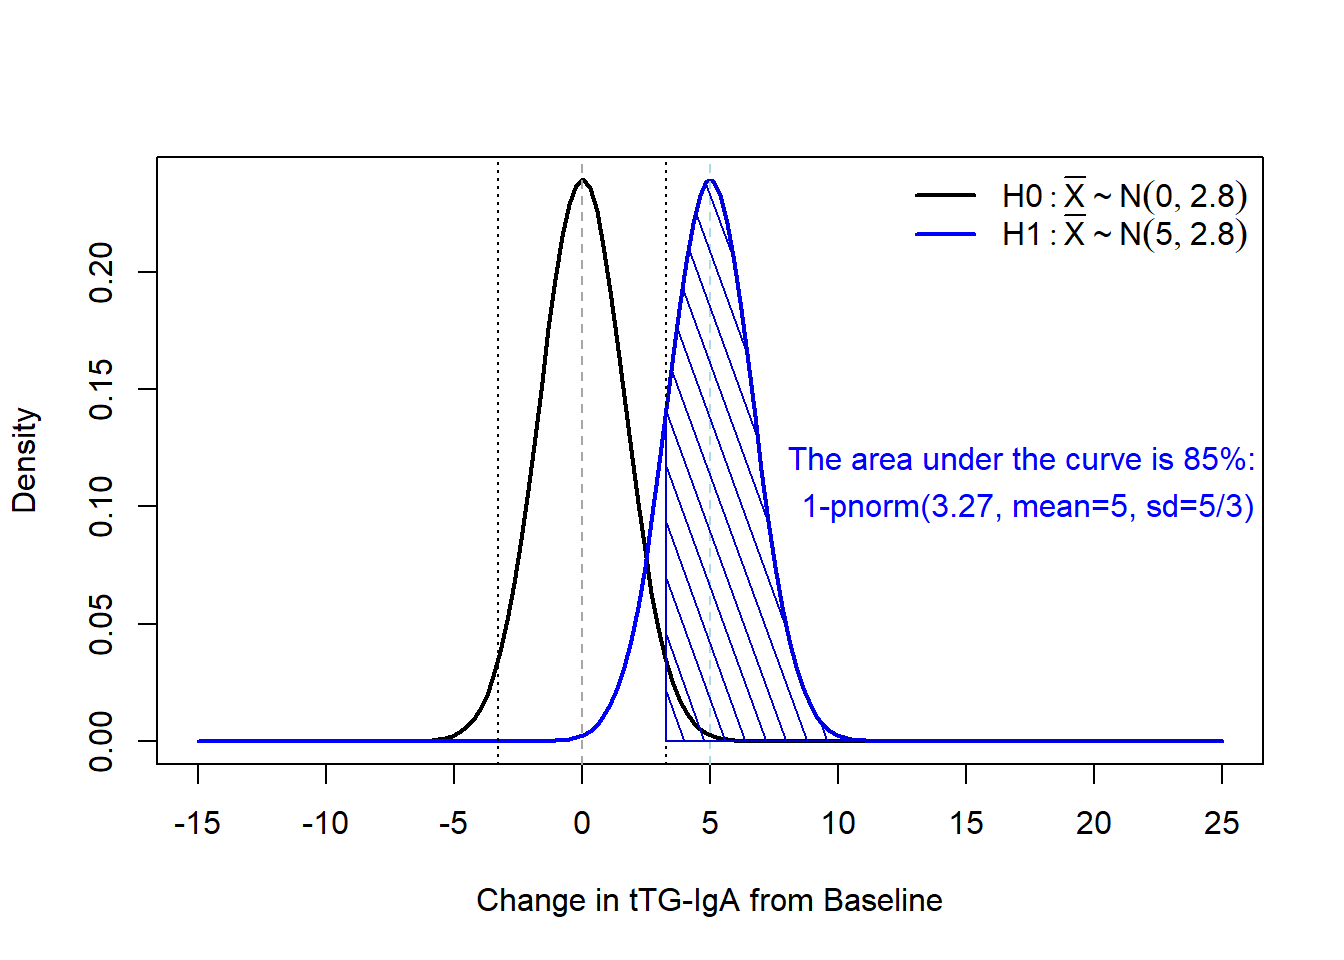 H0 : X̅ ~ N(0, 2.8)
H1 : X̅ ~ N(5, 2.8)
The area under the curve is 85%:
1-pnorm(3.27, mean=5, sd=5/3)
Density
0.20
0.15
0.10
0.05
0.00
-15 -10 -5 0 5 10 15 20 25
Change in tTG-IgA from Baseline